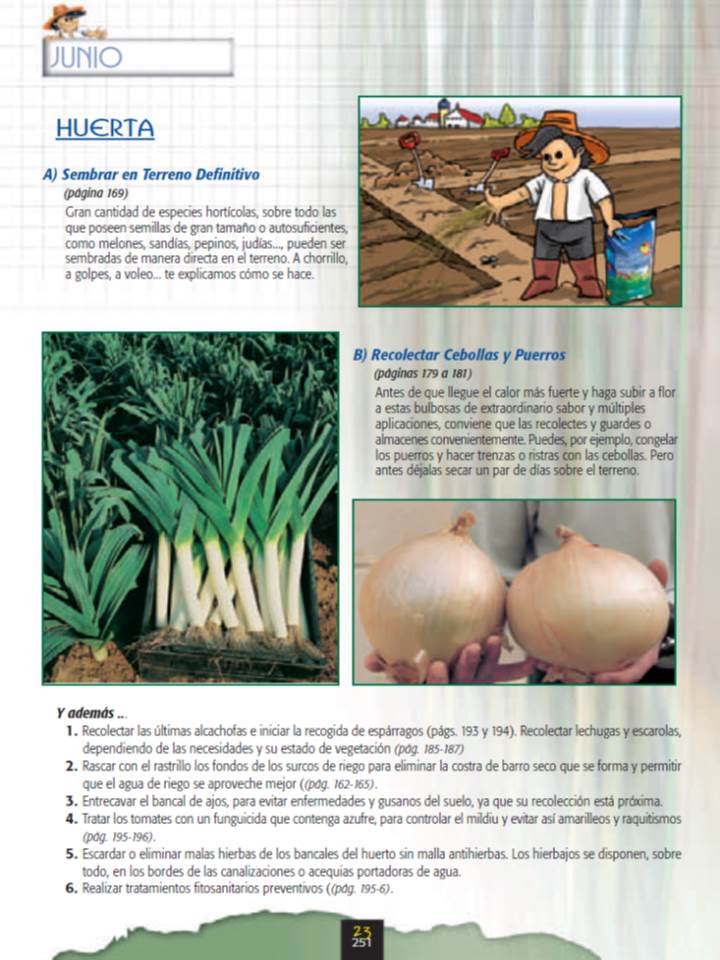 JUNIO
HUERTA
A) Sembrar en Terreno Definitivo
(página 169)
Gran cantidad de especies hortícolas, sobre todo las
que poseen semillas de gran tamaño o autosuficientes,
como melones, sandías, pepinos, judías..., pueden ser
sembradas de manera directa en el terreno. A chorrillo,
a golpes, a voleo... te explicamos cómo se hace.
B) Recolectar Cebollas y Puerros
(páginas 179 a 181)
Antes de que llegue el calor más fuerte y haga subir a flor
a estas bulbosas de extraordinario sabor y múltiples
aplicaciones, conviene que las recolectes y guardes o
almacenes convenientemente. Puedes, por ejemplo, congelar
los puerros y hacer trenzas o ristras con las cebollas. Pero
antes déjalas secar un par de días sobre el terreno.
Y además ...
1. Recolectar las últimas alcachofas e iniciar la recogida de espárragos (págs. 193 y 194). Recolectar lechugas y escarolas,
dependiendo de las necesidades y su estado de vegetación (pág. 185-187)
2. Rascar con el rastrillo los fondos de los surcos de riego para eliminar la costra de barro seco que se forma y permitir
que el agua de riego se aproveche mejor ((pág. 162-165).
3. Entrecavar el bancal de ajos, para evitar enfermedades y gusanos del suelo, ya que su recolección está próxima.
4. Tratar los tomates con un funguicida que contenga azufre, para controlar el mildiu y evitar así amarilleos y raquitismos
(pág. 195-196).
5. Escardar o eliminar malas hierbas de los bancales del huerto sin malla antihierbas. Los hierbajos se disponen, sobre
todo, en los bordes de las canalizaciones o acequias portadoras de agua.
6. Realizar tratamientos fitosanitarios preventivos ((pág. 195-6).
23
251